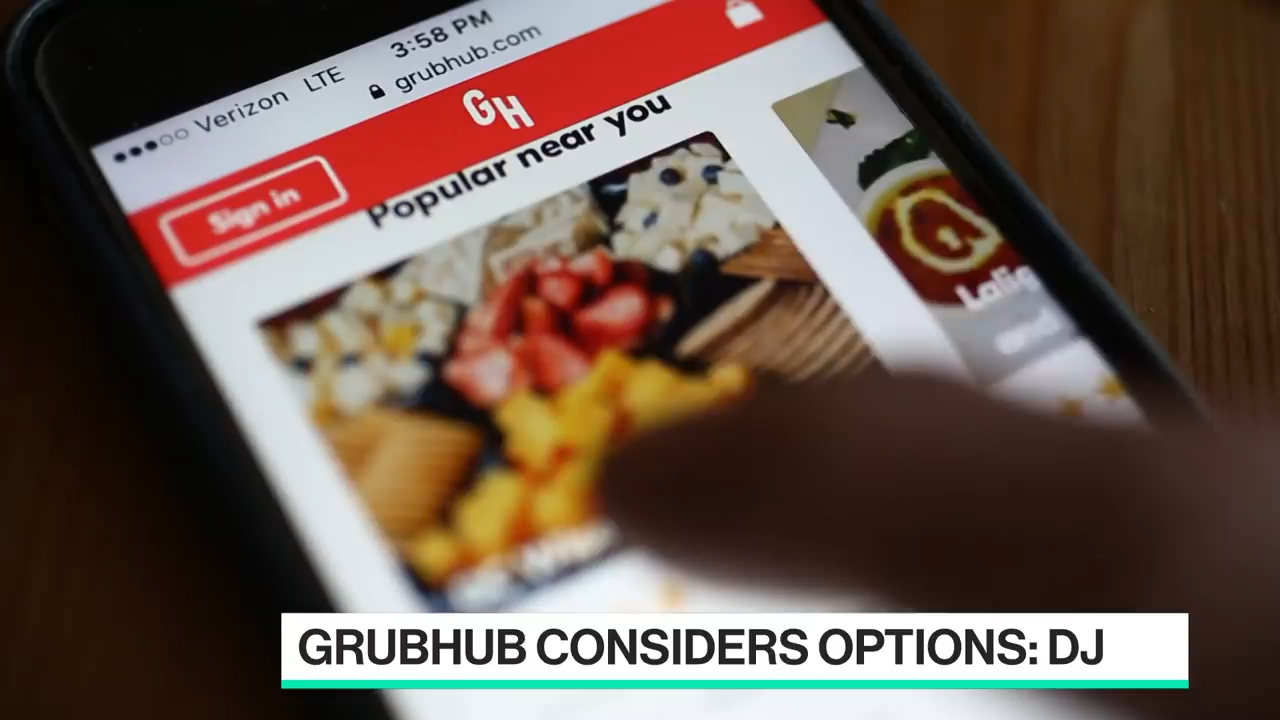 3:58 PM
●●●○○ Verizon LTE
grubhub.com
GH
Sign in
Popular near you
GRUBHUB CONSIDERS OPTIONS: DJ